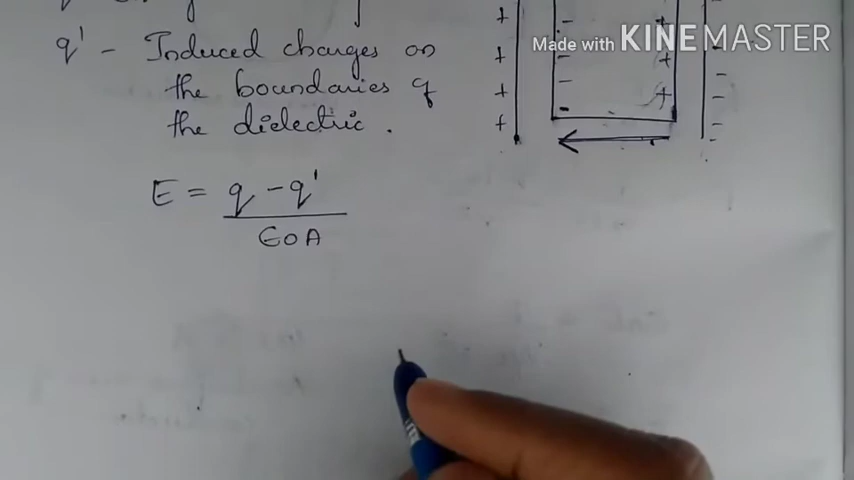 q' - Induced charges on
the boundaries of
the dielectric.
E = q - q'
ϵ0A
+ - + -
+ - + -
+ - + -
+ -
Made with KINEMASTER